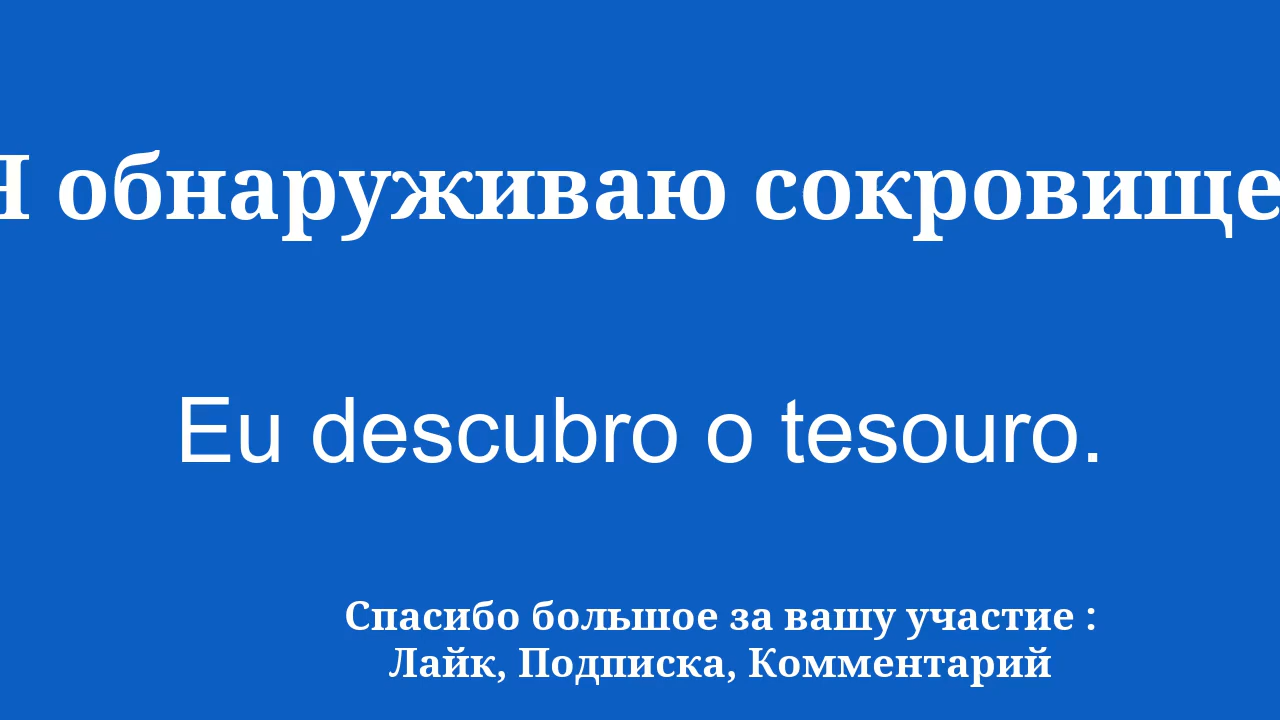 Я обнаруживаю сокровище
Eu descubro o tesouro.
Спасибо большое за вашу участие :
Лайк, Подписка, Комментарий